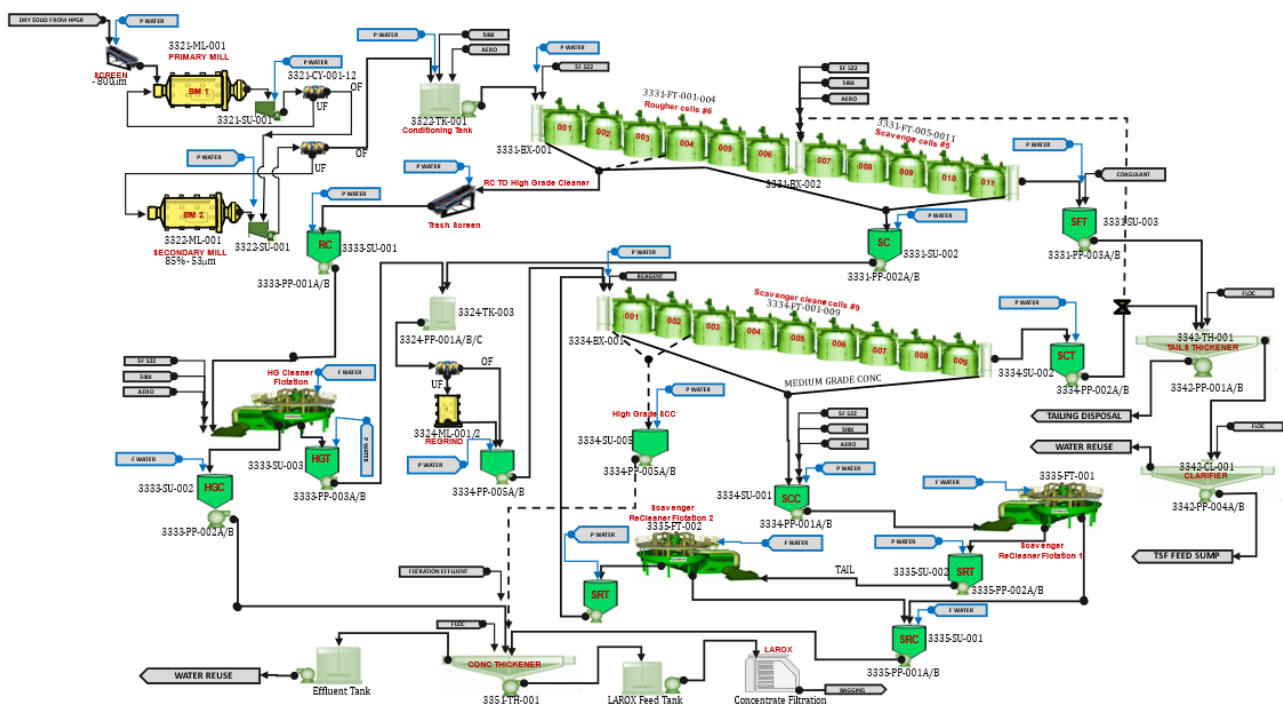 DRY SOLID FROM HPGR
P WATER
3321-ML-001
PRIMARY MILL
SCREEN
- 800µm
BM 1
P WATER
3321-CY-001-12
OF
UF
3321-SU-001
P WATER
OF
UF
BM 2
3322-ML-001
SECONDARY MILL
85%- 53µm
3322-SU-001
P WATER
SIBX
AERO
3322-TK-001
Conditioning Tank
P WATER
SF 522
3331-FT-001-004
Rougher cells #6
001
002
003
004
005
006
3331-BX-001
SF 522
SIBX
AERO
3331-FT-005-0011
Scavenge cells #5
007
008
009
010
011
3331-BX-002
P WATER
COAGULANT
SFT
3331-SU-003
3331-PP-003A/B
P WATER
RC TO High Grade Cleaner
Trash Screen
P WATER
RC
3333-SU-001
3333-PP-001A/B
P WATER
SC
3331-SU-002
3331-PP-002A/B
3324-TK-003
3324-PP-001A/B/C
OF
UF
3324-ML-001/2
REGRIND
P WATER
3334-PP-005A/B
P WATER
REAGENT
Scavenger cleane cells #9
3334-FT-001-009
001
002
003
004
005
006
007
008
009
3334-BX-001
MEDIUM GRADE CONC
P WATER
SCT
3334-SU-002
3334-PP-002A/B
FLOC
3342-TH-001
TAILS THICKENER
3342-PP-001A/B
TAILING DISPOSAL
WATER REUSE
FLOC
3342-CL-001
CLARIFIER
3342-PP-004A/B
TSF FEED SUMP
SF 522
SIBX
AERO
HG Cleaner
Flotation
F WATER
P WATER
HGT
3333-SU-003
3333-PP-003A/B
F WATER
HGC
3333-SU-002
3333-PP-002A/B
P WATER
High Grade SCC
3334-SU-005
3334-PP-005A/B
SF 522
SIBX
AERO
P WATER
SCC
3334-SU-001
3334-PP-001A/B
F WATER
3335-FT-001
Scavenger
ReCleaner Flotation 1
Scavenger
ReCleaner Flotation 2
3335-FT-002
F WATER
P WATER
SRT
TAIL
P WATER
SRT
3335-SU-002
3335-PP-002A/B
F WATER
SRC
3335-SU-001
3335-PP-001A/B
FILTRATION EFFLUENT
FLOC
CONC THICKENER
3351-TH-001
WATER REUSE
Effluent Tank
LAROX Feed Tank
LAROX
Concentrate Filtration
BAGGING